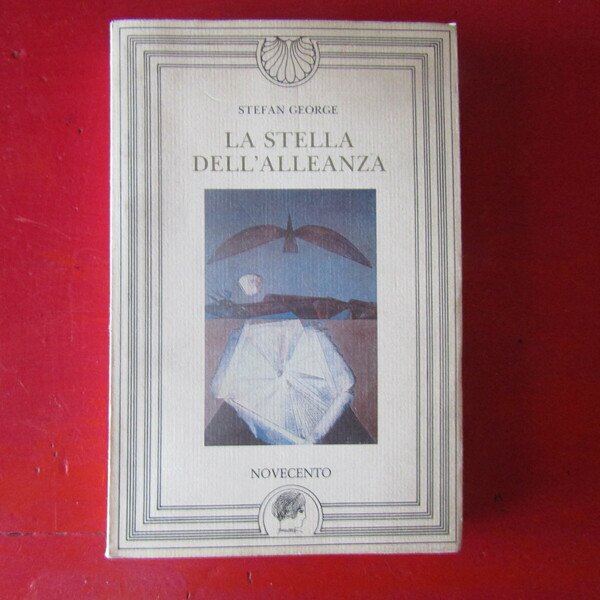 STEFAN GEORGE
LA STELLA
DELL'ALLEANZA
NOVECENTO